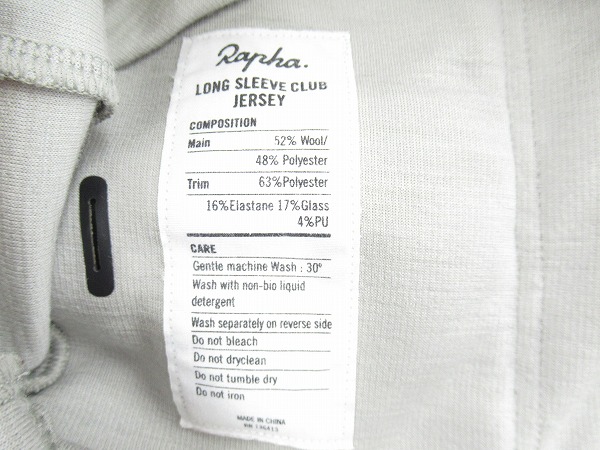 Rapha.
LONG SLEEVE CLUB
JERSEY
COMPOSITION
Main 52% Wool/
48% Polyester
Trim 63%Polyester
16%Elastane 17%Glass
4%PU
CARE
Gentle machine Wash : 30°
Wash with non-bio liquid
detergent
Wash separately on reverse side
Do not bleach
Do not dryclean
Do not tumble dry
Do not iron
MADE IN CHINA